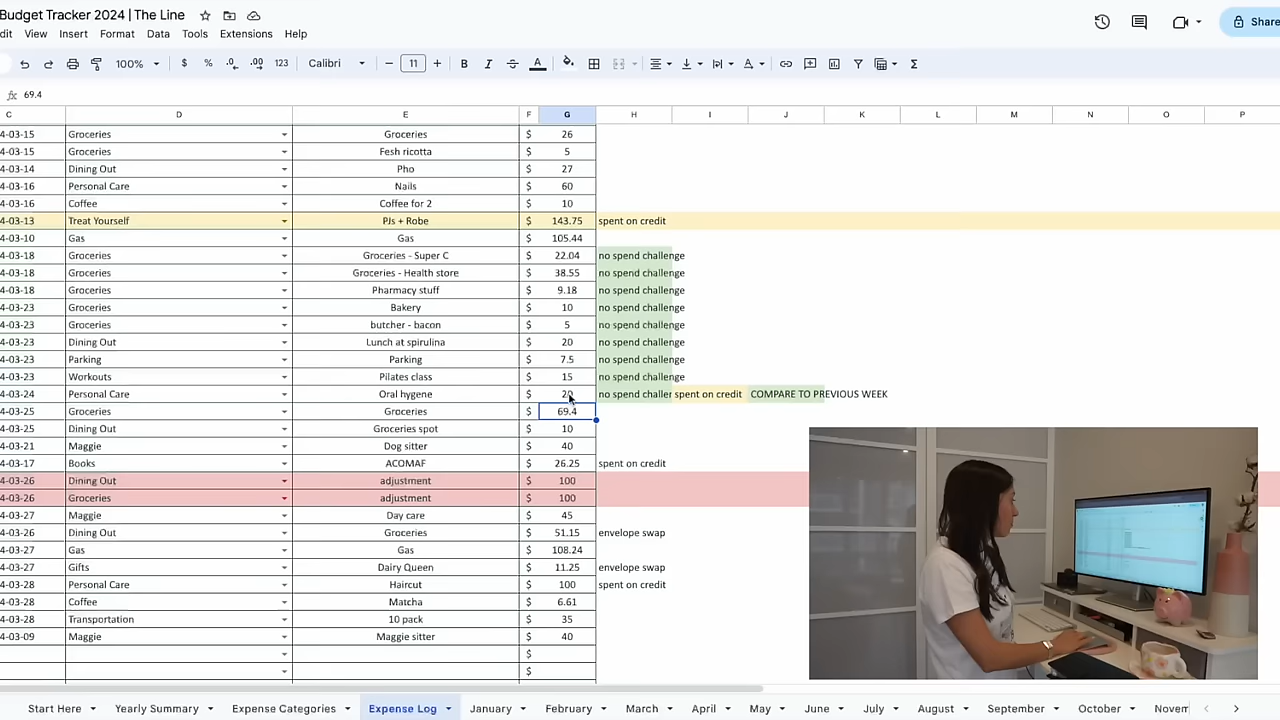 Budget Tracker 2024 | The Line
dit View Insert Format Data Tools Extensions Help
Share
100% $ % .0 .00 123 Calibri 11 B I A Σ
fx 69.4
C D E F G H I J K L M N O P
4-03-15 Groceries Groceries $ 26
4-03-15 Groceries Fesh ricotta $ 5
4-03-14 Dining Out Pho $ 27
4-03-16 Personal Care Nails $ 60
4-03-16 Coffee Coffee for 2 $ 10
4-03-13 Treat Yourself PJs + Robe $ 143.75 spent on credit
4-03-10 Gas Gas $ 105.44
4-03-18 Groceries Groceries - Super C $ 22.04 no spend challenge
4-03-18 Groceries Groceries - Health store $ 38.55 no spend challenge
4-03-18 Groceries Pharmacy stuff $ 9.18 no spend challenge
4-03-23 Groceries Bakery $ 10 no spend challenge
4-03-23 Groceries butcher - bacon $ 5 no spend challenge
4-03-23 Dining Out Lunch at spirulina $ 20 no spend challenge
4-03-23 Parking Parking $ 7.5 no spend challenge
4-03-23 Workouts Pilates class $ 15 no spend challenge
4-03-24 Personal Care Oral hygene $ 20 no spend challer spent on credit COMPARE TO PREVIOUS WEEK
4-03-25 Groceries Groceries $ 69.4
4-03-25 Dining Out Groceries spot $ 10
4-03-21 Maggie Dog sitter $ 40
4-03-17 Books ACOMAF $ 26.25 spent on credit
4-03-26 Dining Out adjustment $ 100
4-03-26 Groceries adjustment $ 100
4-03-27 Maggie Day care $ 45
4-03-26 Dining Out Groceries $ 51.15 envelope swap
4-03-27 Gas Gas $ 108.24
4-03-27 Gifts Dairy Queen $ 11.25 envelope swap
4-03-28 Personal Care Haircut $ 100 spent on credit
4-03-28 Coffee Matcha $ 6.61
4-03-28 Transportation 10 pack $ 35
4-03-09 Maggie Maggie sitter $ 40
$
$
Start Here Yearly Summary Expense Categories Expense Log January February March April May June July August September October Novem